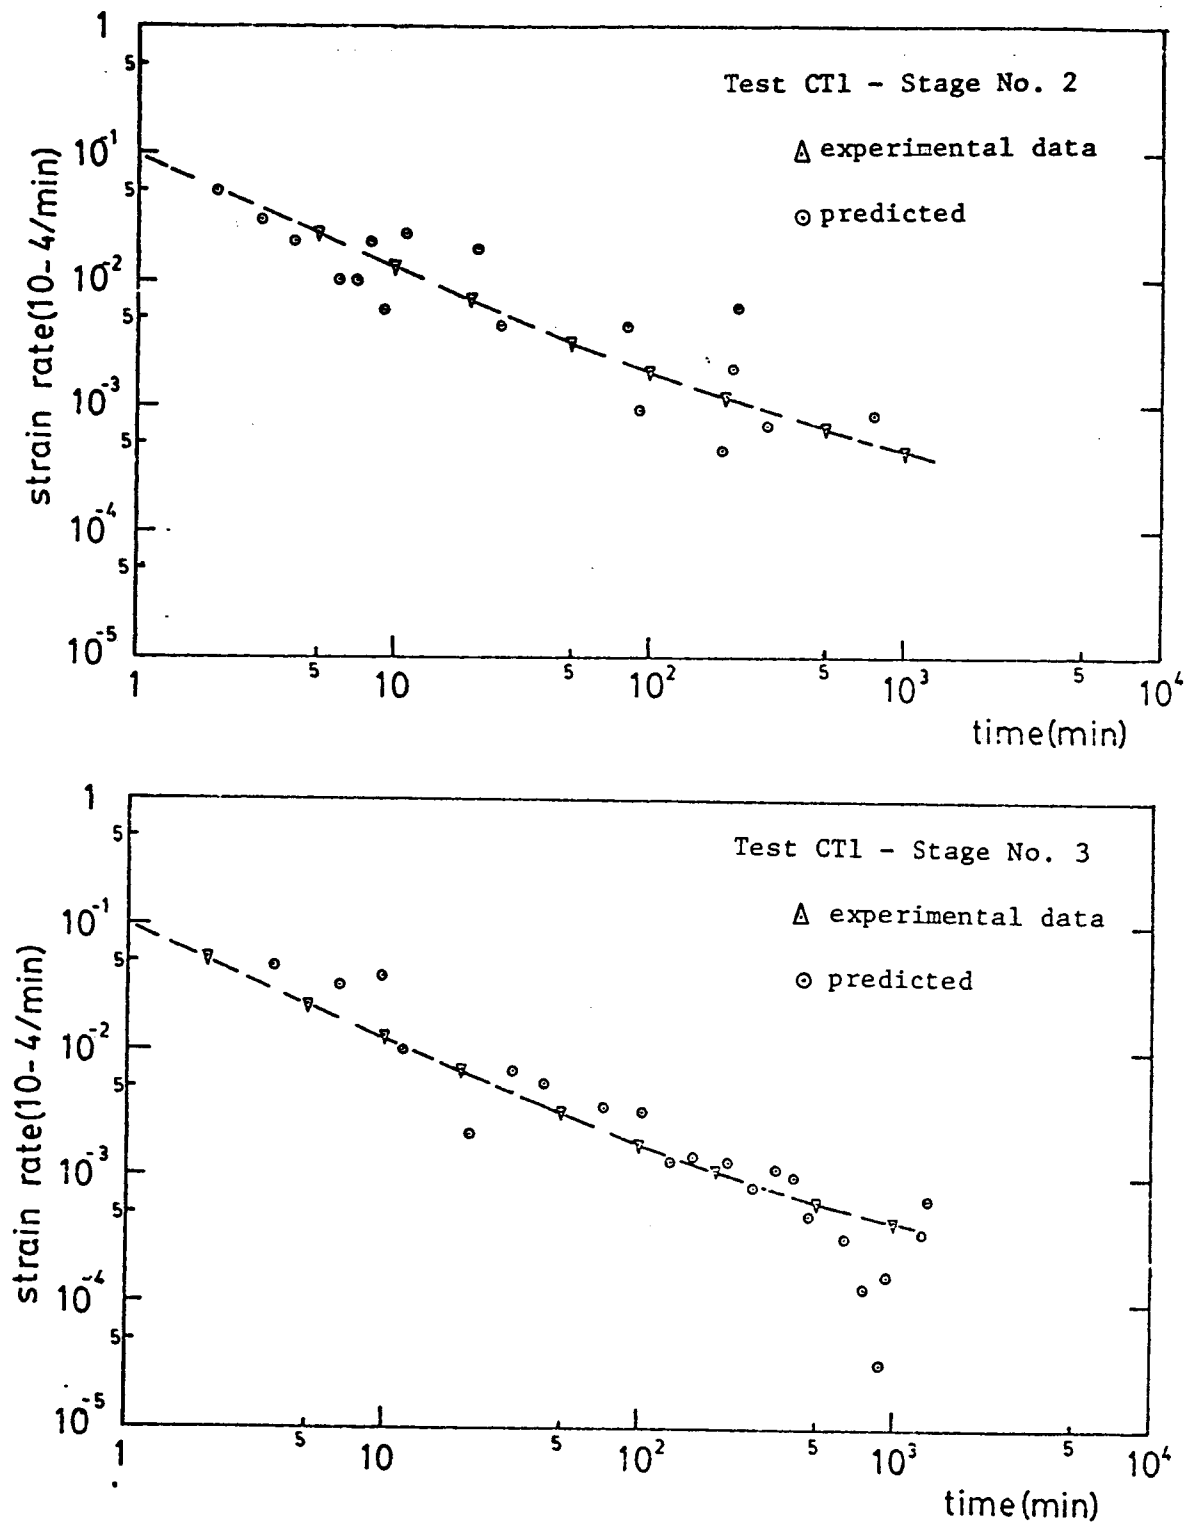 1
5
10⁻¹
5
10⁻²
5
10⁻³
5
10⁻⁴
5
10⁻⁵
strain rate(10-4/min)
Test CT1 - Stage No. 2
experimental data
predicted
1 5 10 5 10² 5 10³ 5 10⁴
time(min)
1
5
10⁻¹
5
10⁻²
5
10⁻³
5
10⁻⁴
5
10⁻⁵
strain rate(10-4/min)
Test CT1 - Stage No. 3
experimental data
predicted
1 5 10 5 10² 5 10³ 5 10⁴
time(min)